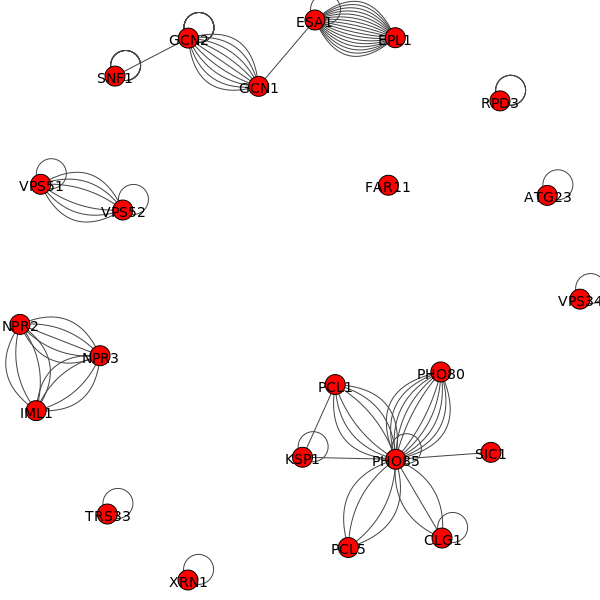 ESA1
GCN2
EPL1
SNF1
GCN1
RPD3
VPS51
FAR11
ATG23
VPS52
VPS34
NPR2
NPR3
PCL1
PHO80
IML1
KSP1
PHO85
SIC1
TRS33
PCL5
CLG1
XRN1